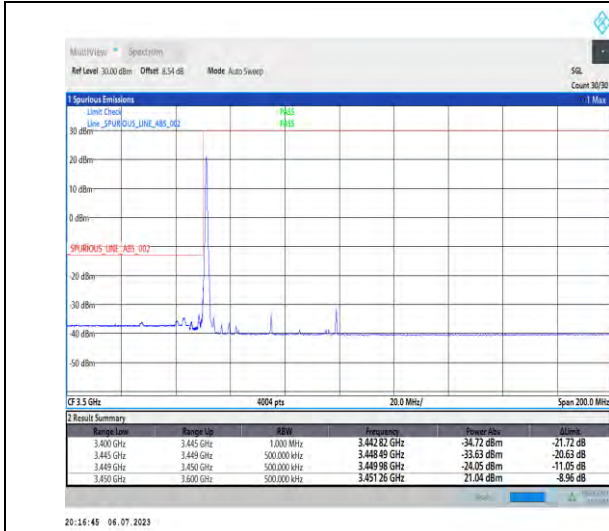 MultiView Spectrum
Ref Level 30.00 dBm Offset 8.54 dB Mode Auto Sweep SGL
Count 30/30
1 Spurious Emissions 1 Max
Limit Check PASS
Line _SPURIOUS_LINE_ABS_002 PASS
30 dBm
20 dBm
10 dBm
0 dBm
_SPURIOUS_LINE_ABS_002
-20 dBm
-30 dBm
-40 dBm
-50 dBm
CF 3.5 GHz 4004 pts 20.0 MHz/ Span 200.0 MHz
2 Result Summary
Range Low Range Up RBW Frequency Power Abs ΔLimit
3.400 GHz 3.445 GHz 1.000 MHz 3.442 82 GHz -34.72 dBm -21.72 dB
3.445 GHz 3.449 GHz 500.000 kHz 3.448 49 GHz -33.63 dBm -20.63 dB
3.449 GHz 3.450 GHz 500.000 kHz 3.449 98 GHz -24.05 dBm -11.05 dB
3.450 GHz 3.600 GHz 500.000 kHz 3.451 26 GHz 21.04 dBm -8.96 dB
20:16:45 06.07.2023